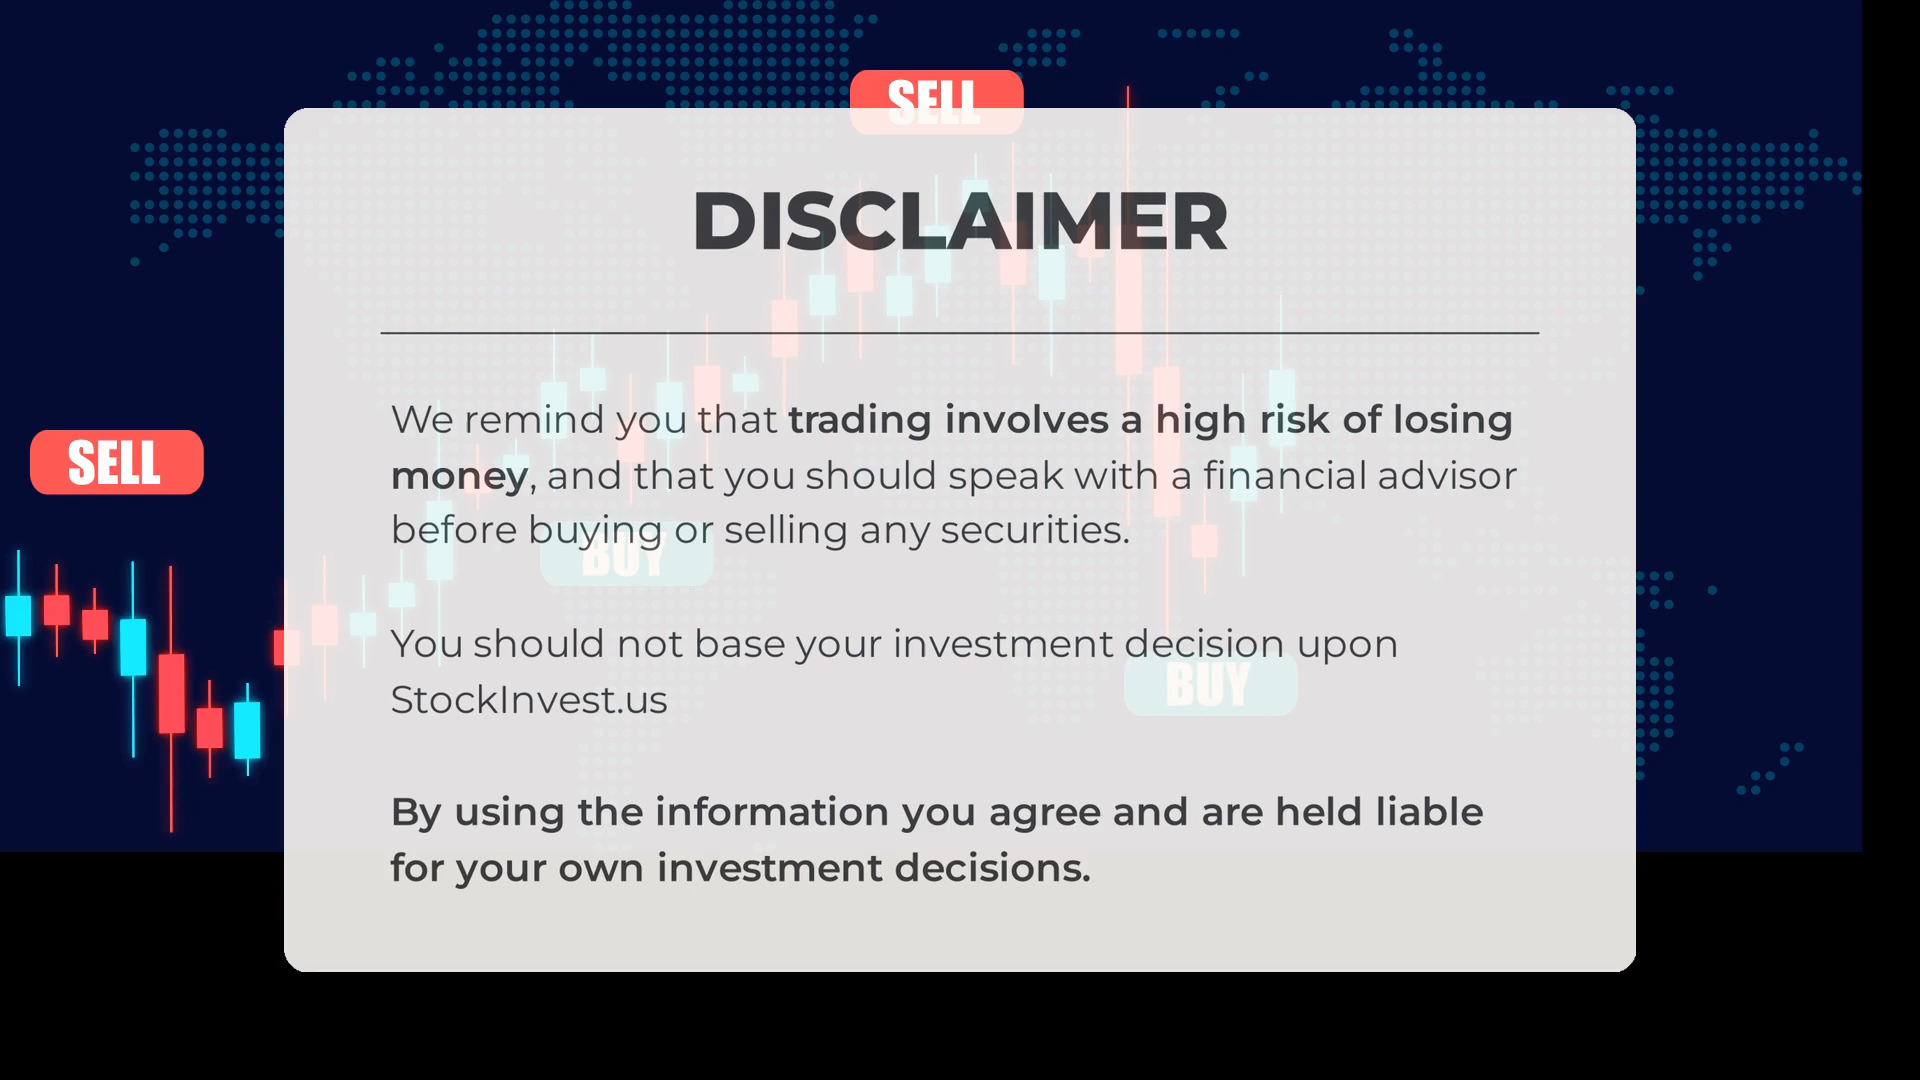 SELL
DISCLAIMER
We remind you that trading involves a high risk of losing
money, and that you should speak with a financial advisor
before buying or selling any securities.
SELL
BUY
You should not base your investment decision upon
StockInvest.us
BUY
By using the information you agree and are held liable
for your own investment decisions.